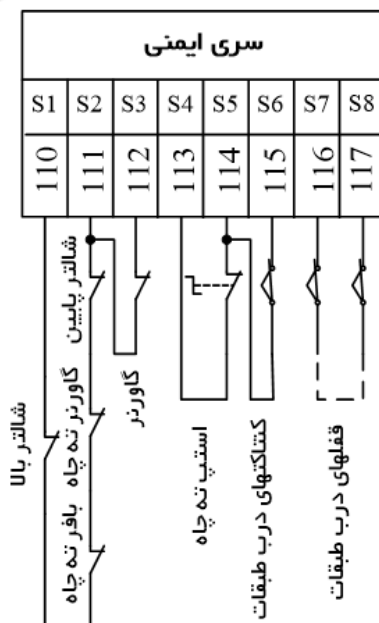 سری ایمنی
S1 S2 S3 S4 S5 S6 S7 S8
110 111 112 113 114 115 116 117
شالتر بالا
شالتر پایین
گاورنر ته چاه
بافر ته چاه
گاورنر
استپ ته چاه
کنتاکتهای درب طبقات
قفلهای درب طبقات